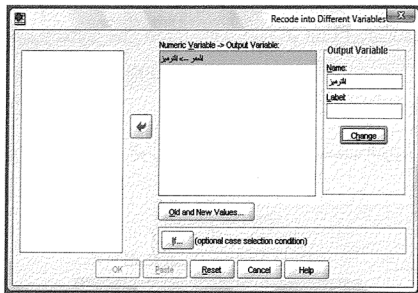 Recode into Different Variables
Numeric Variable -> Output Variable:
العمر --> الترميز
Output Variable
Name:
الترميز
Label:
Change
Old and New Values...
If... (optional case selection condition)
OK
Paste
Reset
Cancel
Help